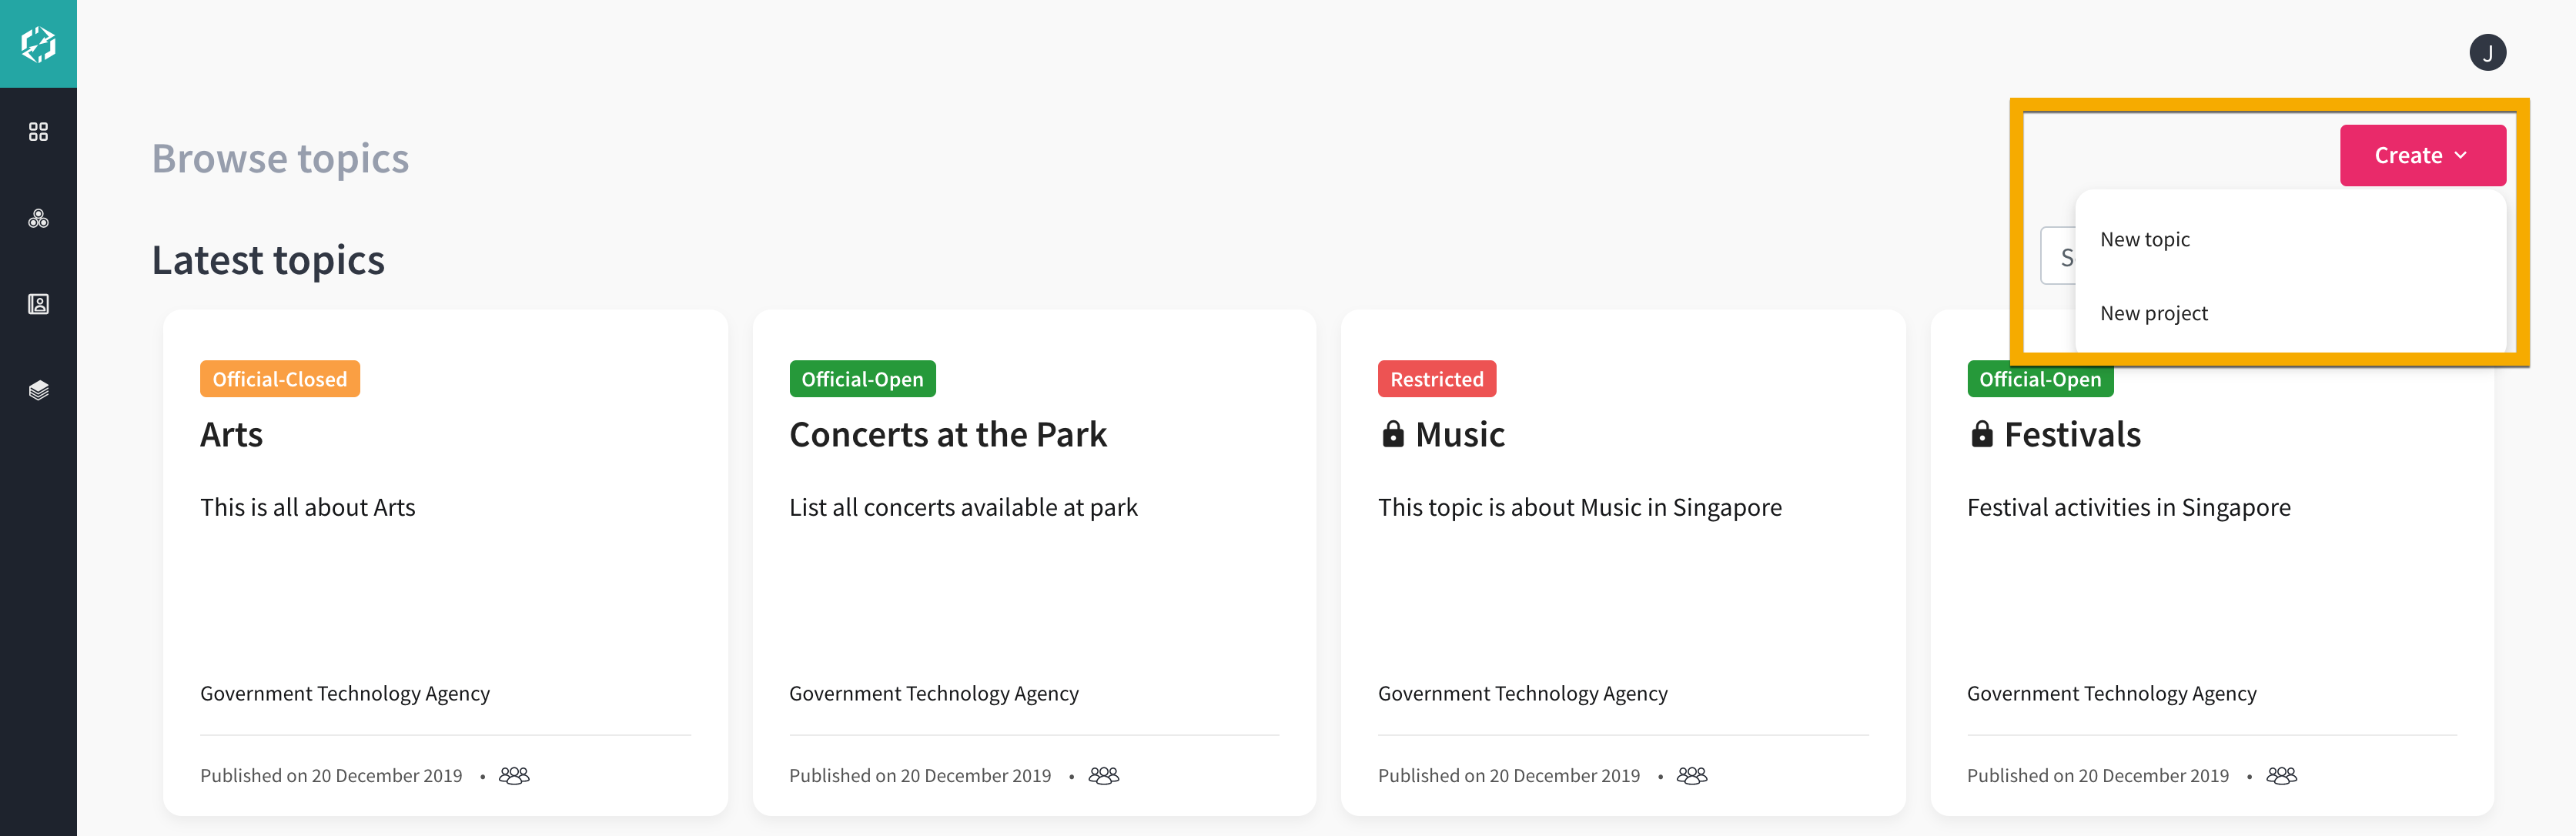 J
Browse topics
Create
New topic
New project
Latest topics
S
Official-Closed
Arts
This is all about Arts
Government Technology Agency
Published on 20 December 2019 •
Official-Open
Concerts at the Park
List all concerts available at park
Government Technology Agency
Published on 20 December 2019 •
Restricted
Music
This topic is about Music in Singapore
Government Technology Agency
Published on 20 December 2019 •
Official-Open
Festivals
Festival activities in Singapore
Government Technology Agency
Published on 20 December 2019 •